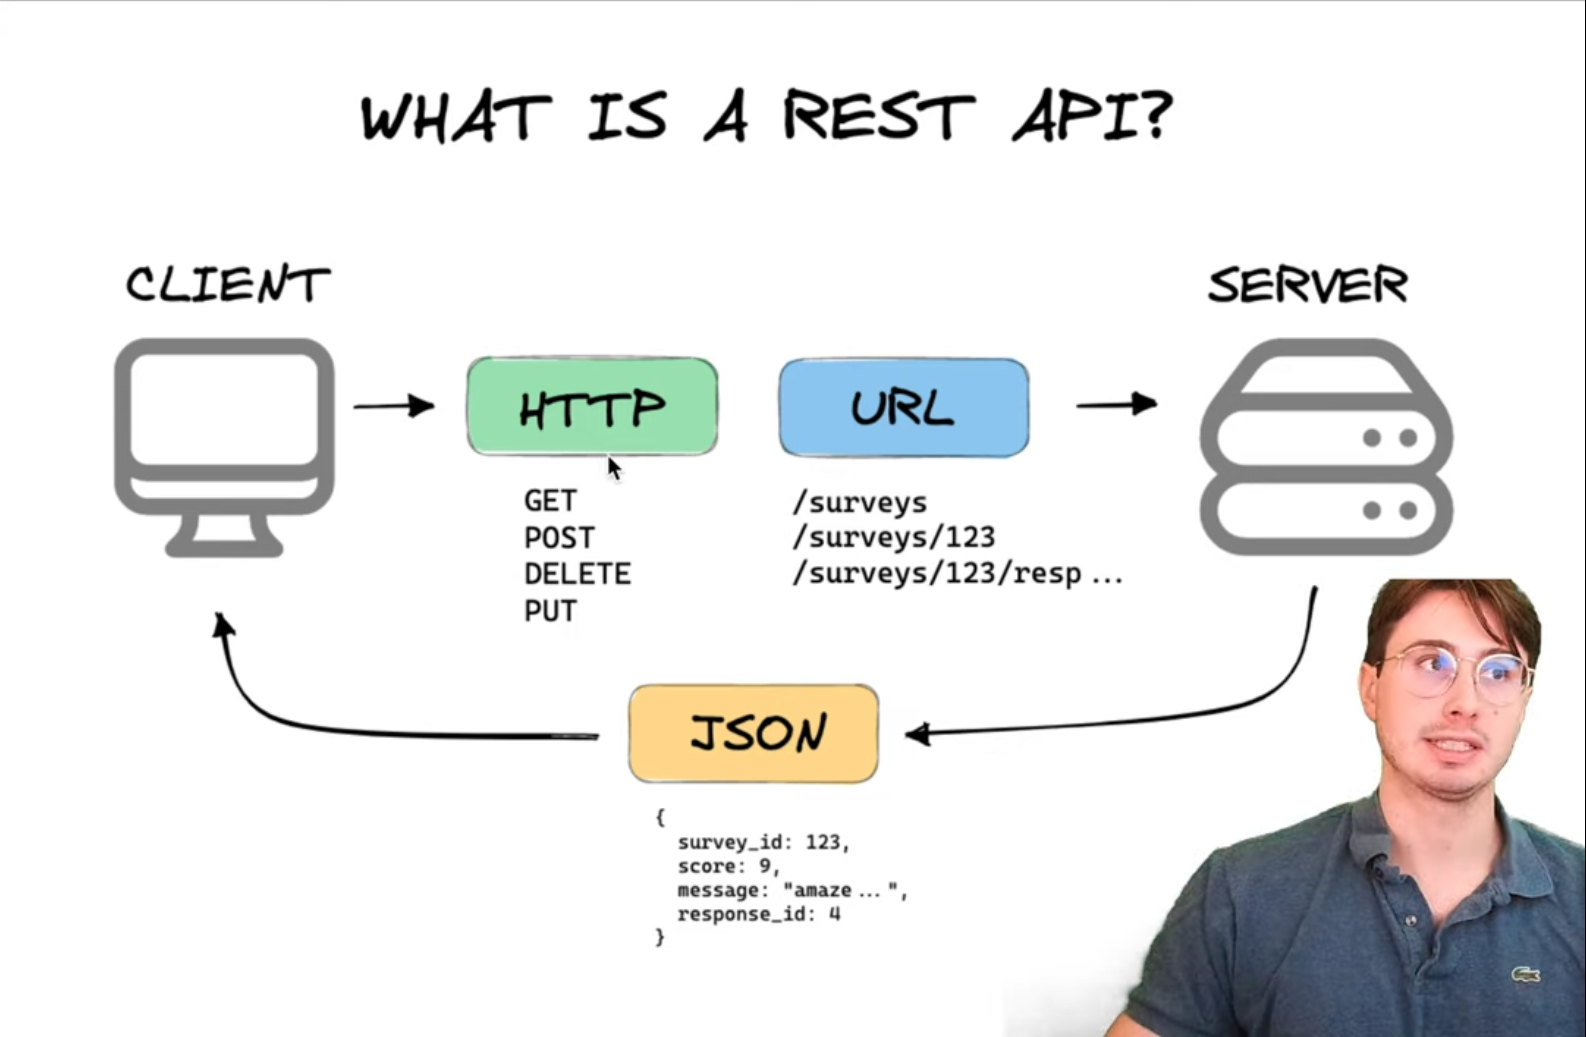 WHAT IS A REST API?
CLIENT
SERVER
HTTP
URL
GET
POST
DELETE
PUT
/surveys
/surveys/123
/surveys/123/resp ...
JSON
{
survey_id: 123,
score: 9,
message: "amaze ... ",
response_id: 4
}